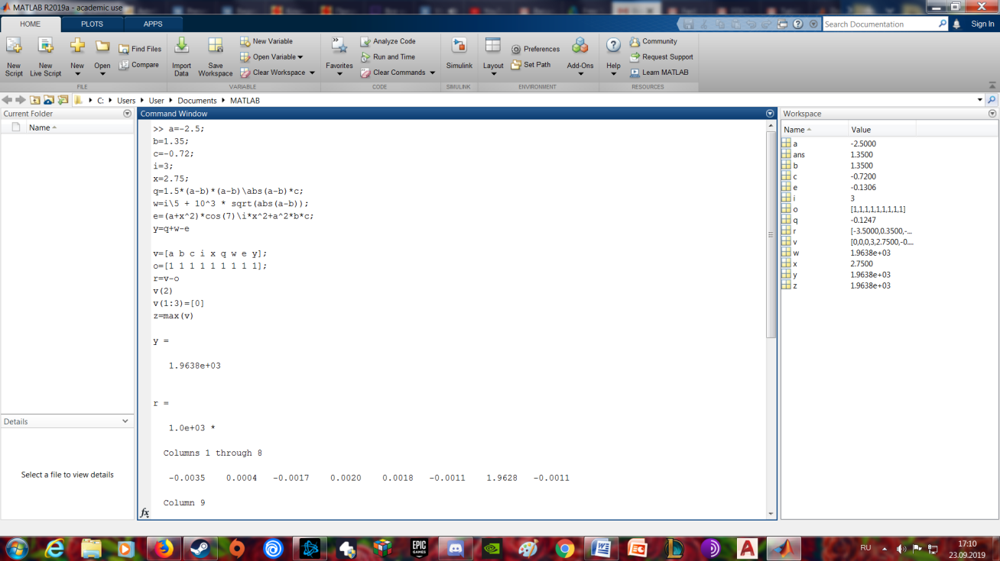 MATLAB R2019a - academic use
HOME PLOTS APPS
Search Documentation
Sign In
New Script
New Live Script
New
Open
Find Files
Compare
Import Data
Save Workspace
New Variable
Open Variable
Clear Workspace
Favorites
Analyze Code
Run and Time
Clear Commands
Simulink
Layout
Preferences
Set Path
Add-Ons
Help
Community
Request Support
Learn MATLAB
FILE VARIABLE CODE SIMULINK ENVIRONMENT RESOURCES
C: Users User Documents MATLAB
Current Folder
Name
Details
Select a file to view details
Command Window
>> a=-2.5;
b=1.35;
c=-0.72;
i=3;
x=2.75;
q=1.5*(a-b)*(a-b)\abs(a-b)*c;
w=i\5 + 10^3 * sqrt(abs(a-b));
e=(a+x^2)*cos(7)\i*x^2+a^2*b*c;
y=q+w-e
v=[a b c i x q w e y];
o=[1 1 1 1 1 1 1 1 1];
r=v-o
v(2)
v(1:3)=[0]
z=max(v)
y =
1.9638e+03
r =
1.0e+03 *
Columns 1 through 8
-0.0035 0.0004 -0.0017 0.0020 0.0018 -0.0011 1.9628 -0.0011
Column 9
fx
Workspace
Name Value
a -2.5000
ans 1.3500
b 1.3500
c -0.7200
e -0.1306
i 3
o [1,1,1,1,1,1,1,1,1]
q -0.1247
r [-3.5000,0.3500,-...
v [0,0,0,3,2.7500,-0....
w 1.9638e+03
x 2.7500
y 1.9638e+03
z 1.9638e+03
EPIC GAMES
RU
17:10
23.09.2019